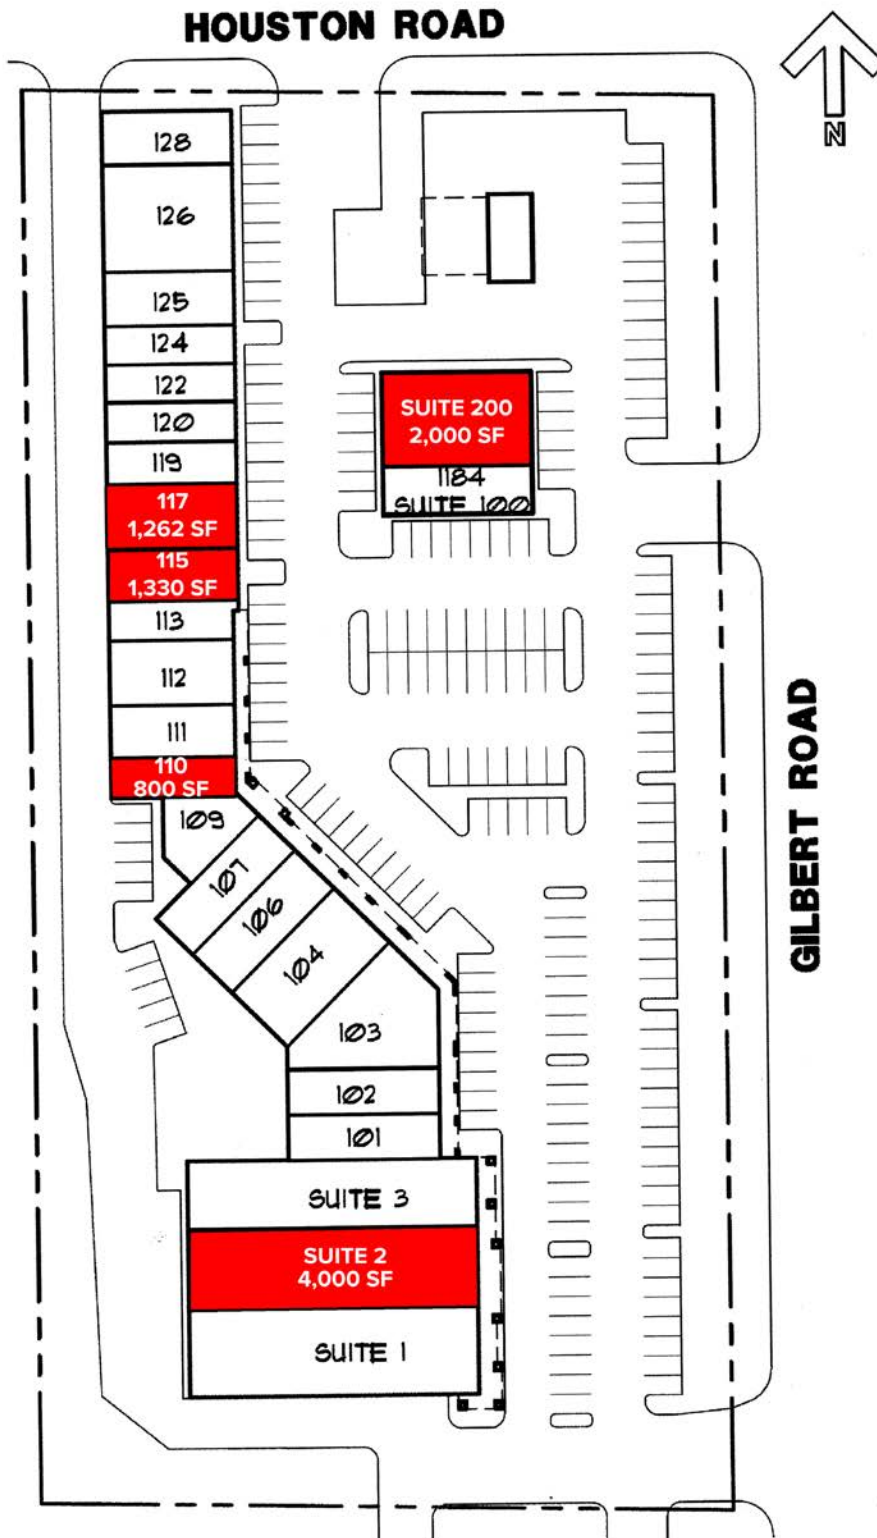 HOUSTON ROAD
N
128
126
125
124
122
120
119
117
1,262 SF
115
1,330 SF
113
112
111
110
800 SF
109
107
106
104
103
102
101
SUITE 3
SUITE 2
4,000 SF
SUITE 1
SUITE 200
2,000 SF
1184
SUITE 100
GILBERT ROAD